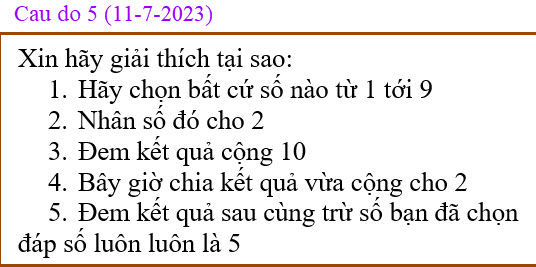 Cau do 5 (11-7-2023)
Xin hãy giải thích tại sao:
1. Hãy chọn bất cứ số nào từ 1 tới 9
2. Nhân số đó cho 2
3. Đem kết quả cộng 10
4. Bây giờ chia kết quả vừa cộng cho 2
5. Đem kết quả sau cùng trừ số bạn đã chọn
đáp số luôn luôn là 5